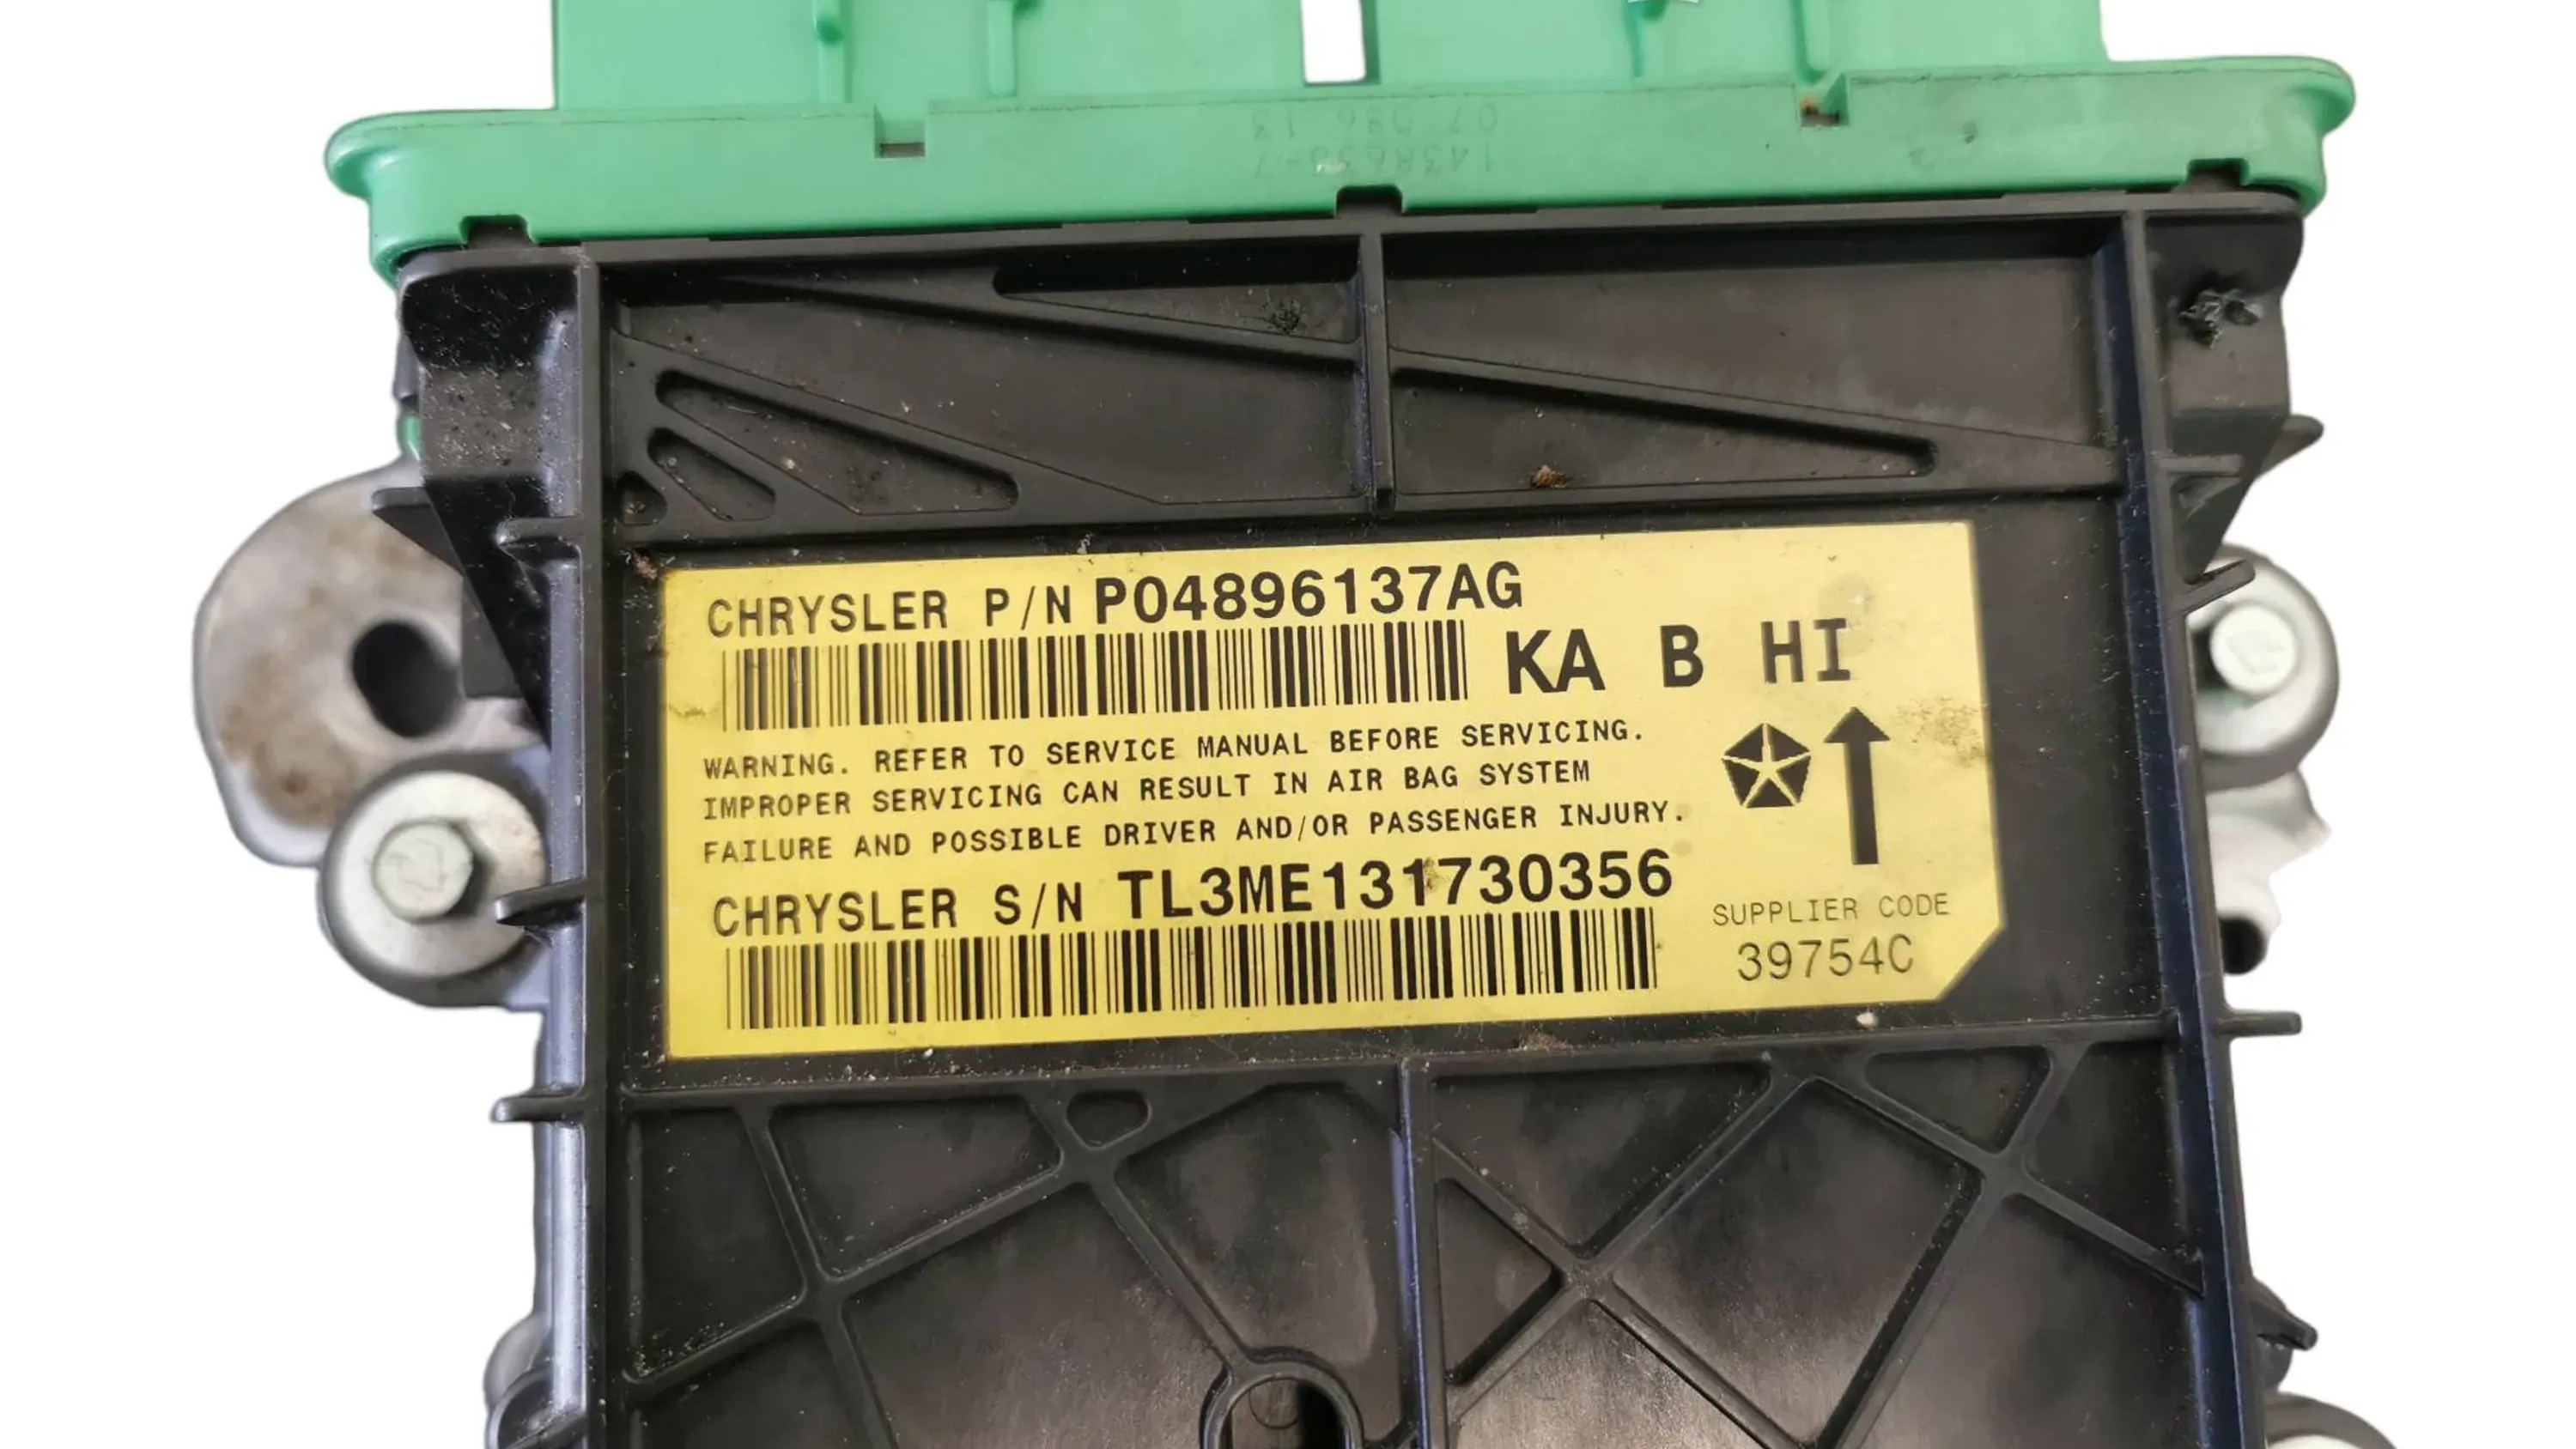 CHRYSLER P/N P04896137AG
KA B HI
WARNING. REFER TO SERVICE MANUAL BEFORE SERVICING.
IMPROPER SERVICING CAN RESULT IN AIR BAG SYSTEM
FAILURE AND POSSIBLE DRIVER AND/OR PASSENGER INJURY.
CHRYSLER S/N TL3ME131730356
SUPPLIER CODE
39754C